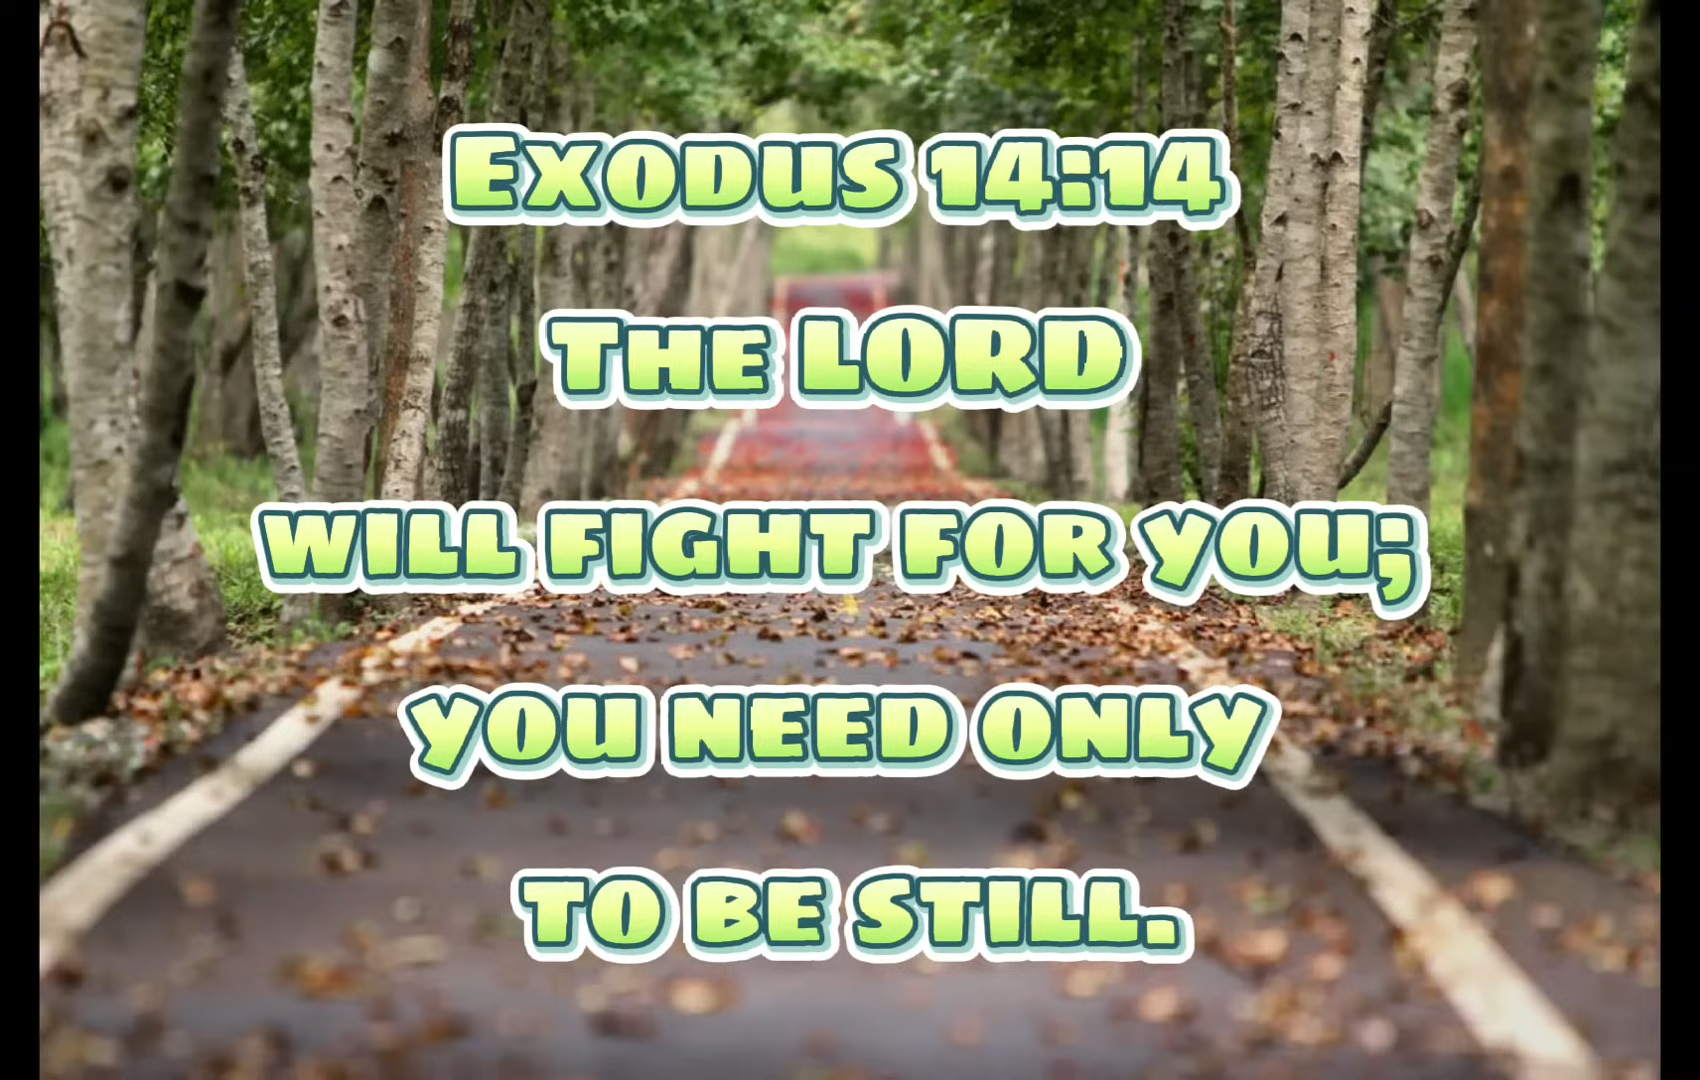 Exodus 14:14
The LORD
will fight for you;
you need only
to be still.